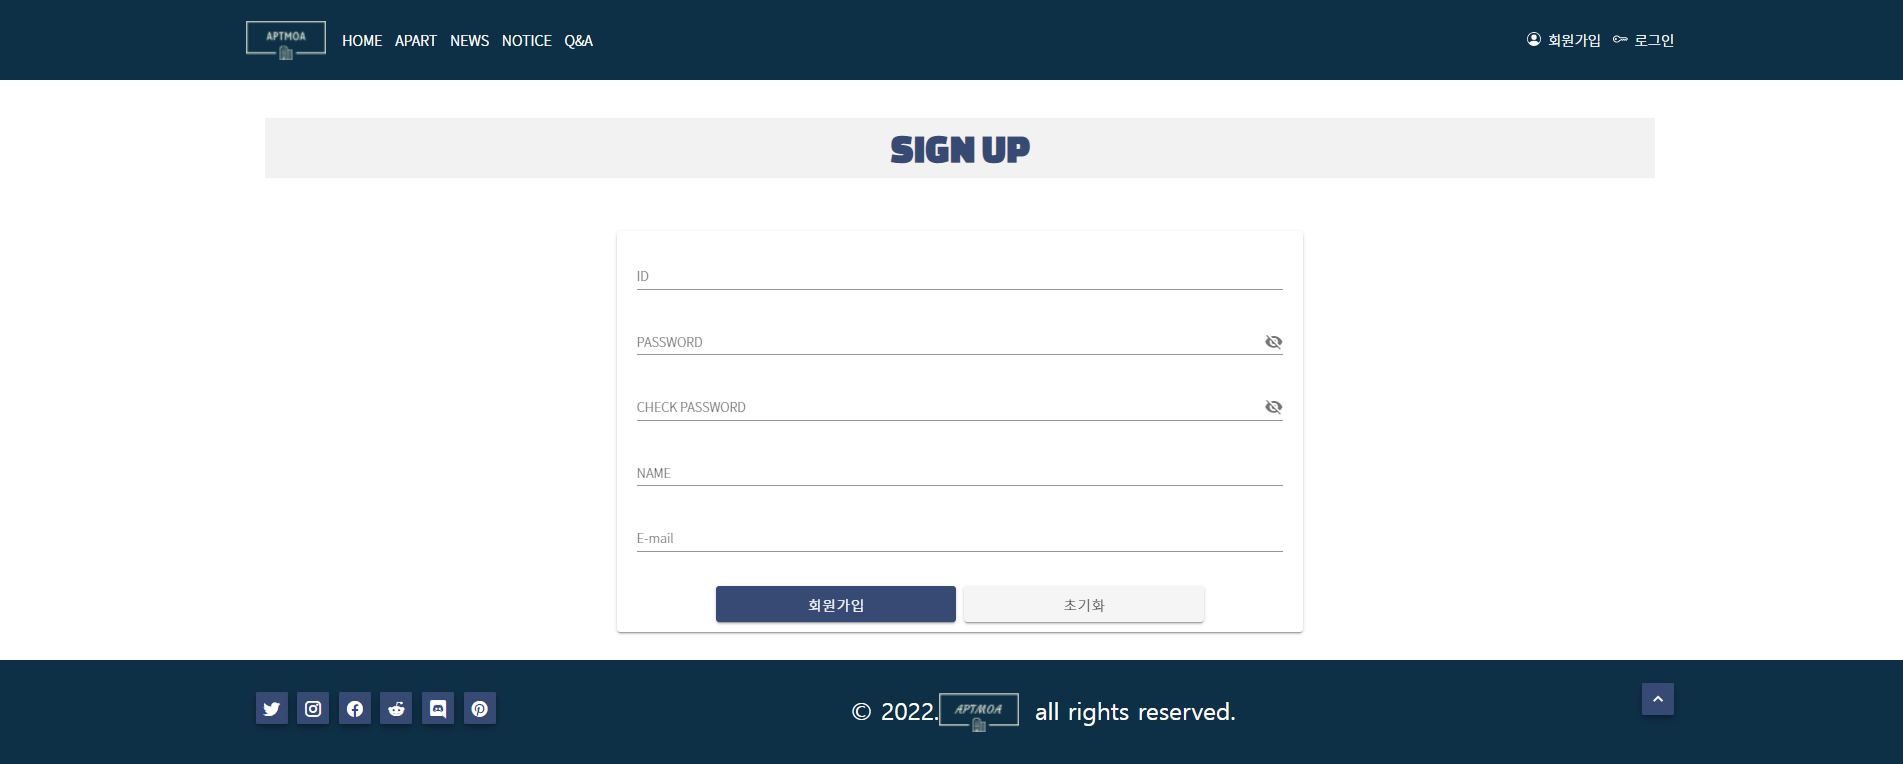 APTMOA HOME APART NEWS NOTICE Q&A 회원가입 로그인
SIGN UP
ID
PASSWORD
CHECK PASSWORD
NAME
E-mail
회원가입 초기화
© 2022. APTMOA all rights reserved.